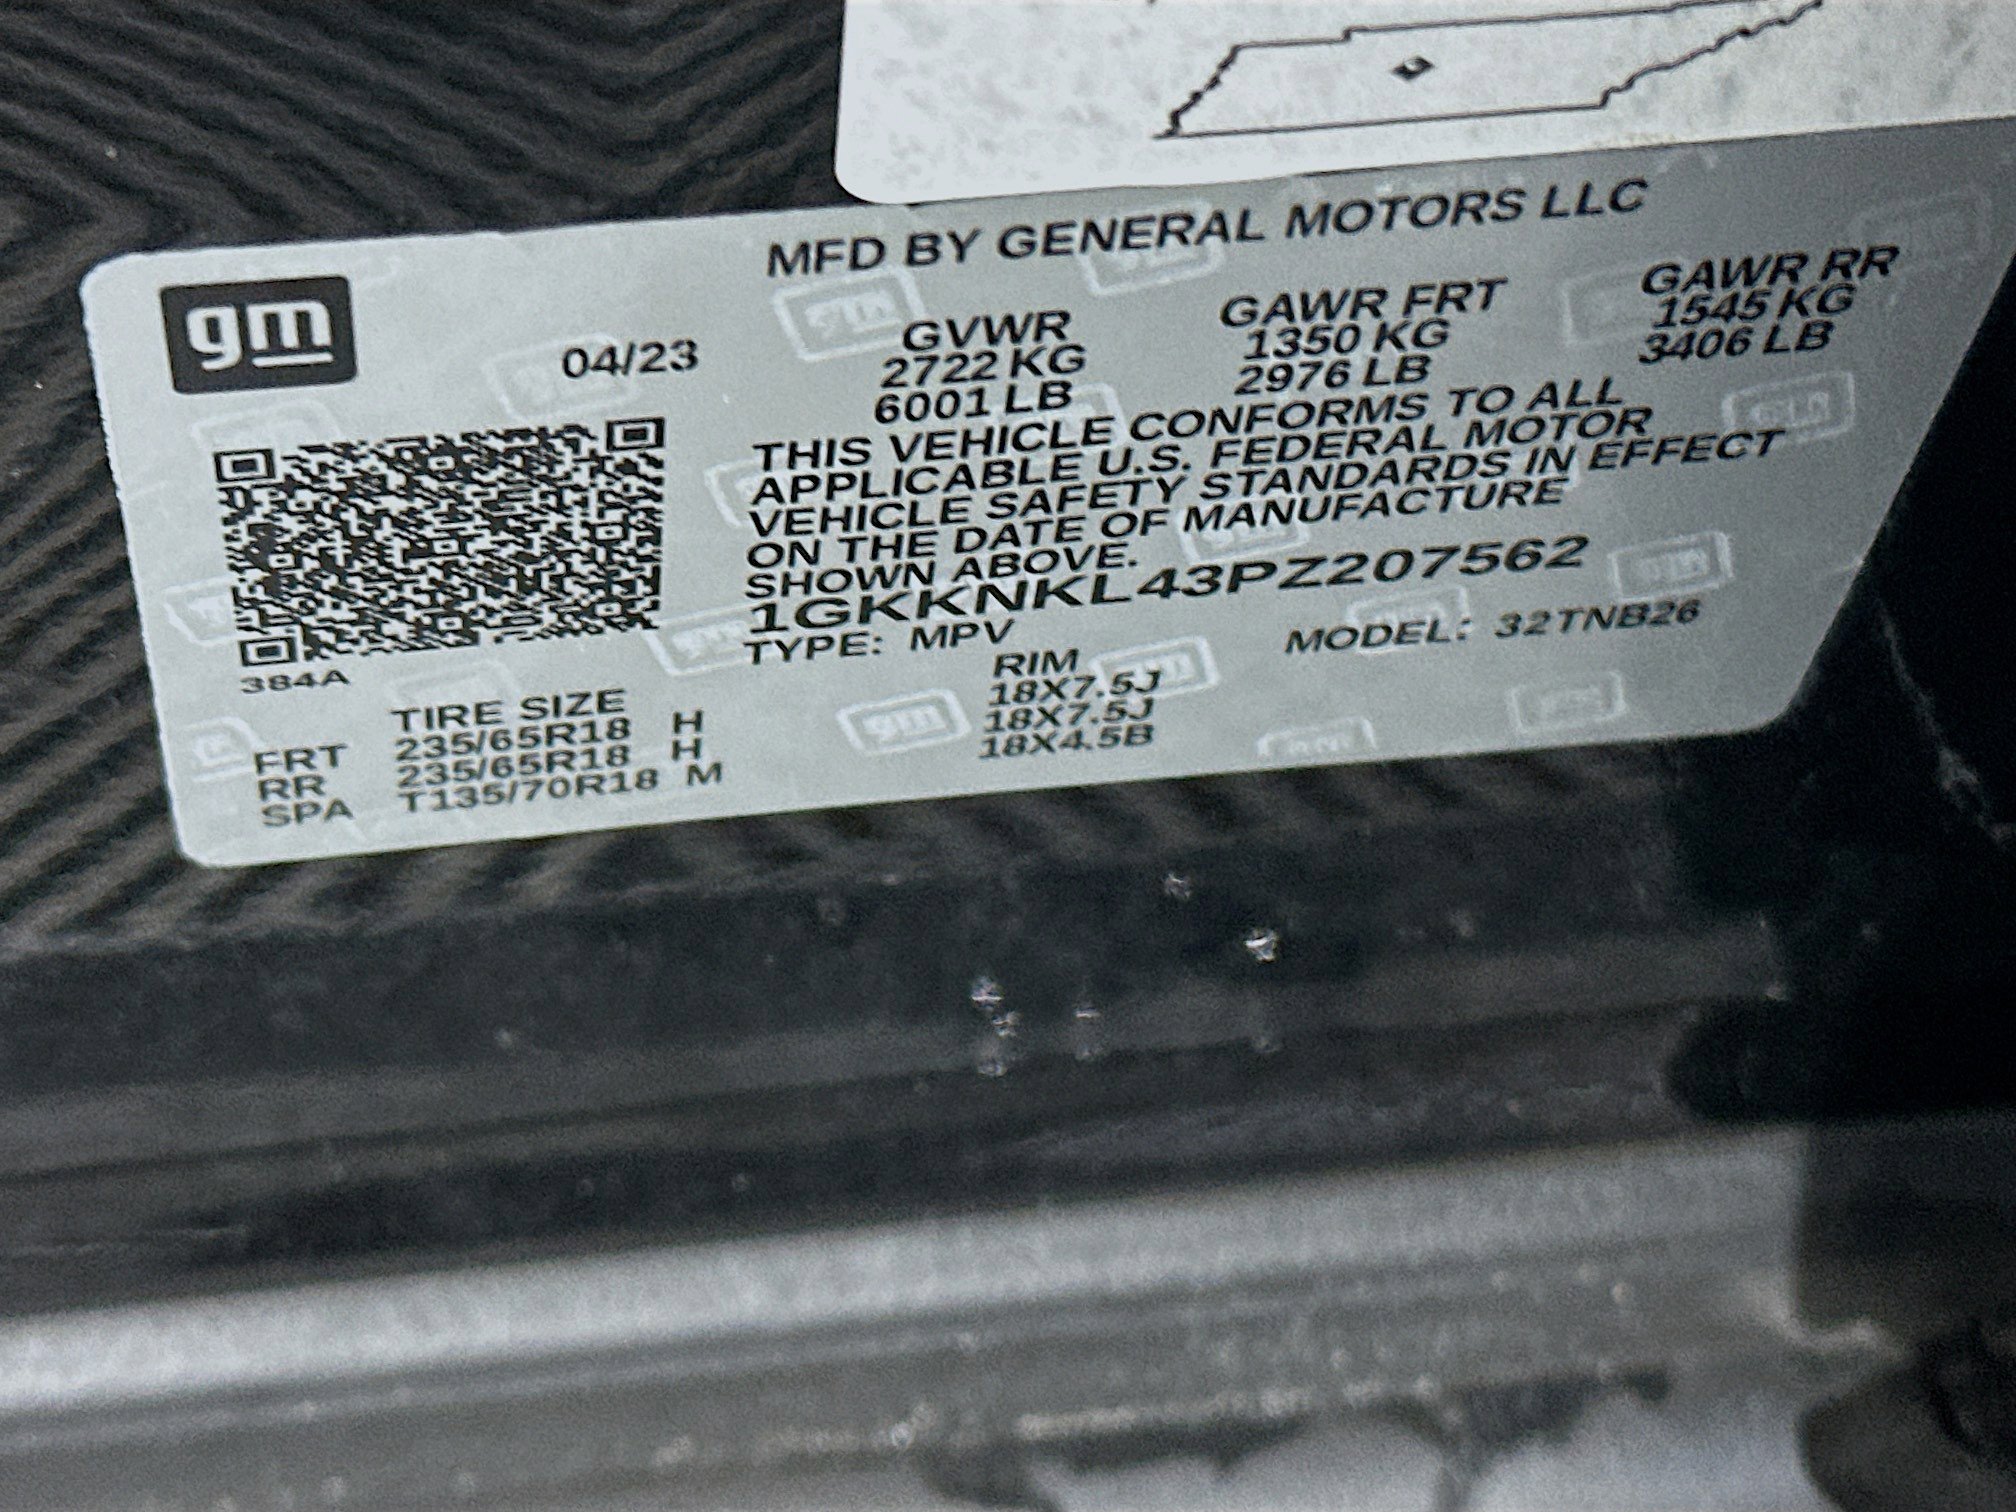 MFD BY GENERAL MOTORS LLC
gm
04/23
GVWR
2722 KG
6001 LB
GAWR FRT
1350 KG
2976 LB
GAWR RR
1545 KG
3406 LB
THIS VEHICLE CONFORMS TO ALL
APPLICABLE U.S. FEDERAL MOTOR
VEHICLE SAFETY STANDARDS IN EFFECT
ON THE DATE OF MANUFACTURE
SHOWN ABOVE.
1GKKNKL43PZ207562
TYPE: MPV MODEL: 32TNB26
384A
TIRE SIZE RIM
FRT 235/65R18 H 18X7.5J
RR 235/65R18 H 18X7.5J
SPA T135/70R18 M 18X4.5B